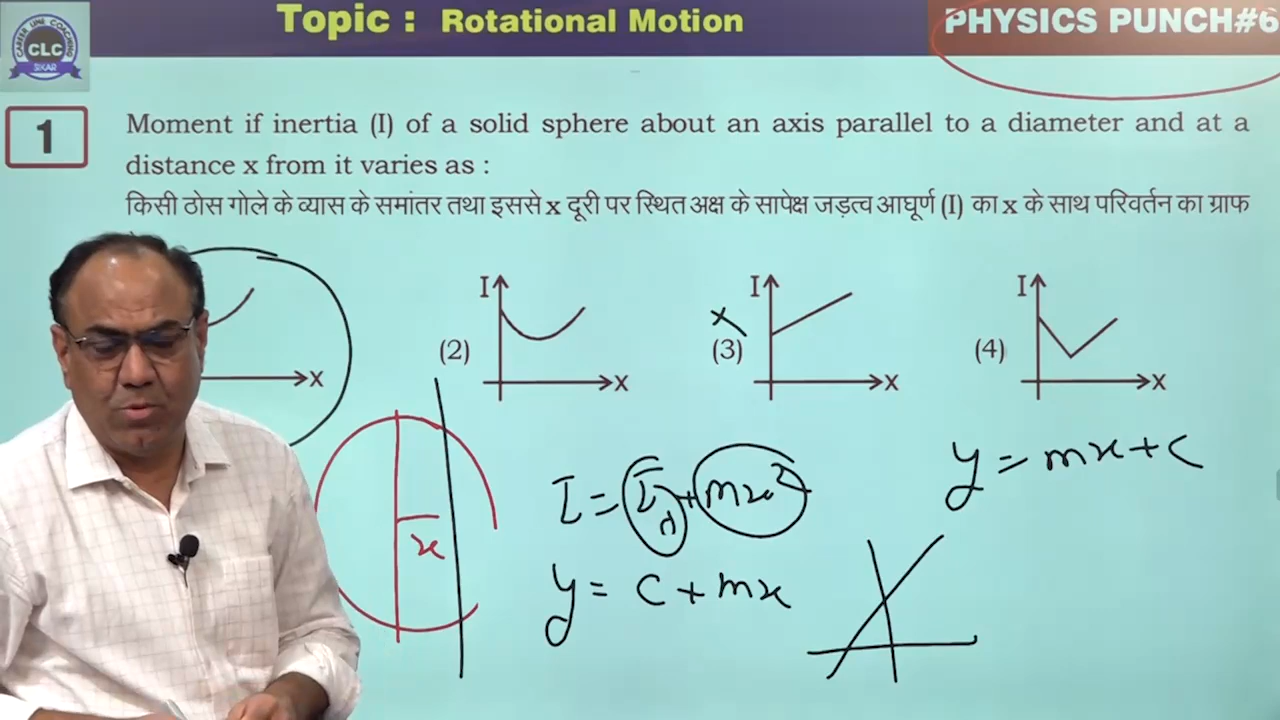 Topic : Rotational Motion
PHYSICS PUNCH#6
CAREER LINE COACHING
CLC
SIKAR
1
Moment if inertia (I) of a solid sphere about an axis parallel to a diameter and at a
distance x from it varies as :
किसी ठोस गोले के व्यास के समांतर तथा इससे x दूरी पर स्थित अक्ष के सापेक्ष जड़त्व आघूर्ण (I) का x के साथ परिवर्तन का ग्राफ
X
(2)
I
X
(3)
I
X
(4)
I
X
x
I = I + mx²
y = mx + c
y = c + mx